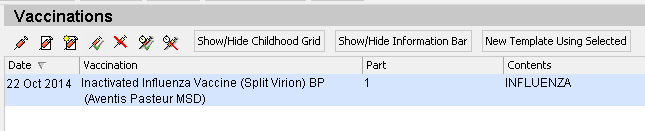 Vaccinations
Show/Hide Childhood Grid Show/Hide Information Bar New Template Using Selected
Date Vaccination Part Contents
22 Oct 2014 Inactivated Influenza Vaccine (Split Virion) BP 1 INFLUENZA
(Aventis Pasteur MSD)